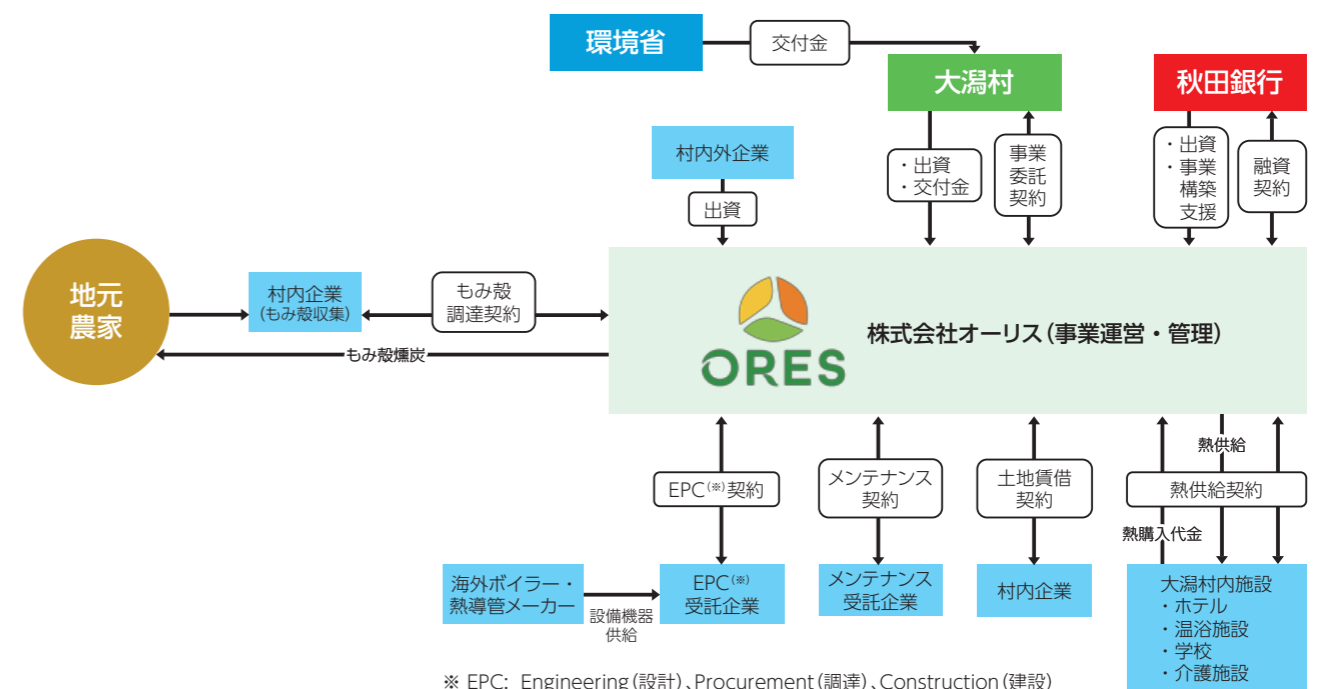 環境省
交付金
大潟村
秋田銀行
村内外企業
出資
・出資
・交付金
事業
委託
契約
・出資
・事業
構築
支援
融資
契約
地元
農家
村内企業
(もみ殻収集)
もみ殻
調達契約
もみ殻燻炭
ORES
株式会社オーリス(事業運営・管理)
EPC(※)契約
メンテナンス
契約
土地賃借
契約
熱供給
熱供給契約
熱購入代金
海外ボイラー・
熱導管メーカー
設備機器
供給
EPC(※)
受託企業
メンテナンス
受託企業
村内企業
大潟村内施設
・ホテル
・温浴施設
・学校
・介護施設
※ EPC: Engineering(設計)、Procurement(調達)、Construction(建設)